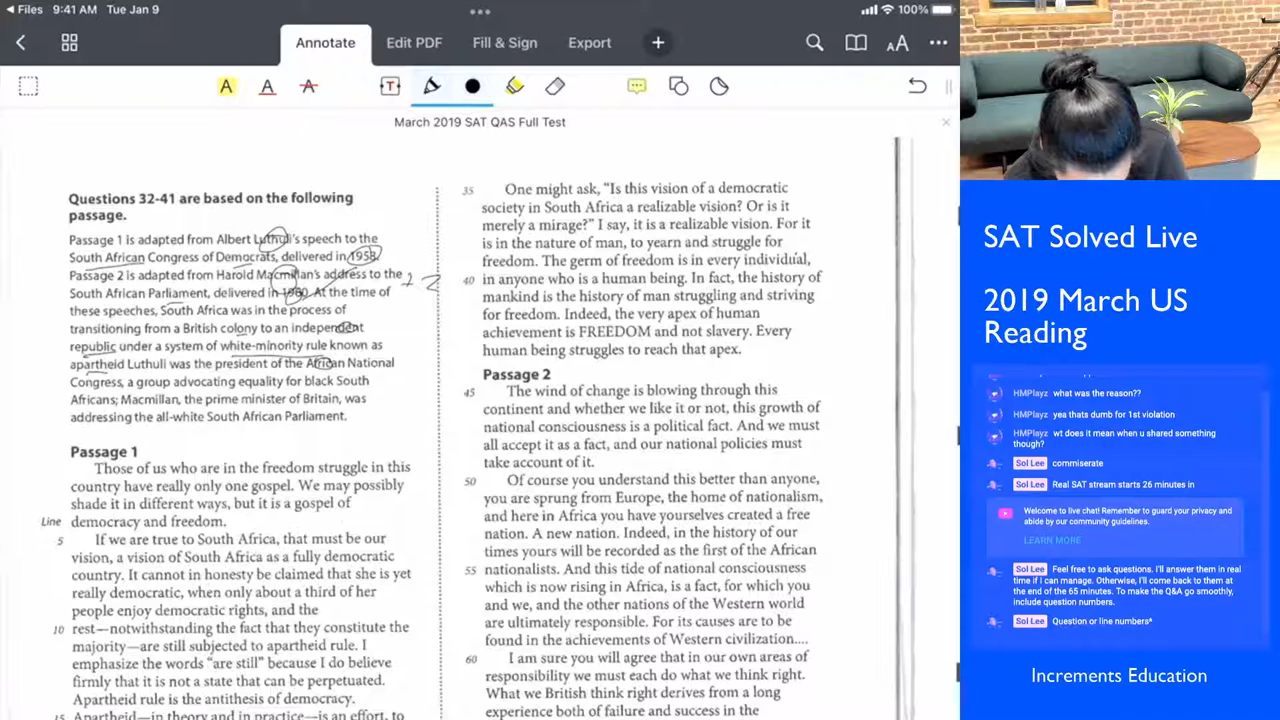 Files 9:41 AM Tue Jan 9
100%
Annotate
Edit PDF
Fill & Sign
Export
AA
A A A T
March 2019 SAT QAS Full Test
Questions 32-41 are based on the following
passage.
Passage 1 is adapted from Albert Luthuli's speech to the
South African Congress of Democrats, delivered in 1958.
Passage 2 is adapted from Harold Macmillan's address to the
South African Parliament, delivered in 1960. At the time of
these speeches, South Africa was in the process of
transitioning from a British colony to an independent
republic under a system of white-minority rule known as
apartheid Luthuli was the president of the African National
Congress, a group advocating equality for black South
Africans; Macmillan, the prime minister of Britain, was
addressing the all-white South African Parliament.
Passage 1
Those of us who are in the freedom struggle in this
country have really only one gospel. We may possibly
shade it in different ways, but it is a gospel of
Line democracy and freedom.
5 If we are true to South Africa, that must be our
vision, a vision of South Africa as a fully democratic
country. It cannot in honesty be claimed that she is yet
really democratic, when only about a third of her
people enjoy democratic rights, and the
10 rest—notwithstanding the fact that they constitute the
majority—are still subjected to apartheid rule. I
emphasize the words "are still" because I do believe
firmly that it is not a state that can be perpetuated.
Apartheid rule is the antithesis of democracy.
15 Apartheid—in theory and in practice—is an effort, to
35 One might ask, "Is this vision of a democratic
society in South Africa a realizable vision? Or is it
merely a mirage?" I say, it is a realizable vision. For it
is in the nature of man, to yearn and struggle for
freedom. The germ of freedom is in every individual,
40 in anyone who is a human being. In fact, the history of
mankind is the history of man struggling and striving
for freedom. Indeed, the very apex of human
achievement is FREEDOM and not slavery. Every
human being struggles to reach that apex.
Passage 2
45 The wind of change is blowing through this
continent and whether we like it or not, this growth of
national consciousness is a political fact. And we must
all accept it as a fact, and our national policies must
take account of it.
50 Of course you understand this better than anyone,
you are sprung from Europe, the home of nationalism,
and here in Africa you have yourselves created a free
nation. A new nation. Indeed, in the history of our
times yours will be recorded as the first of the African
55 nationalists. And this tide of national consciousness
which is now rising in Africa, is a fact, for which you
and we, and the other nations of the Western world
are ultimately responsible. For its causes are to be
found in the achievements of Western civilization....
60 I am sure you will agree that in our own areas of
responsibility we must each do what we think right.
What we British think right derives from a long
experience both of failure and success in the
SAT Solved Live
2019 March US
Reading
HMPlayz what was the reason??
HMPlayz yea thats dumb for 1st violation
HMPlayz wt does it mean when u shared something
though?
Sol Lee commiserate
Sol Lee Real SAT stream starts 26 minutes in
Welcome to live chat! Remember to guard your privacy and
abide by our community guidelines.
LEARN MORE
Sol Lee Feel free to ask questions. I'll answer them in real
time if I can manage. Otherwise, I'll come back to them at
the end of the 65 minutes. To make the Q&A go smoothly,
include question numbers.
Sol Lee Question or line numbers*
Increments Education